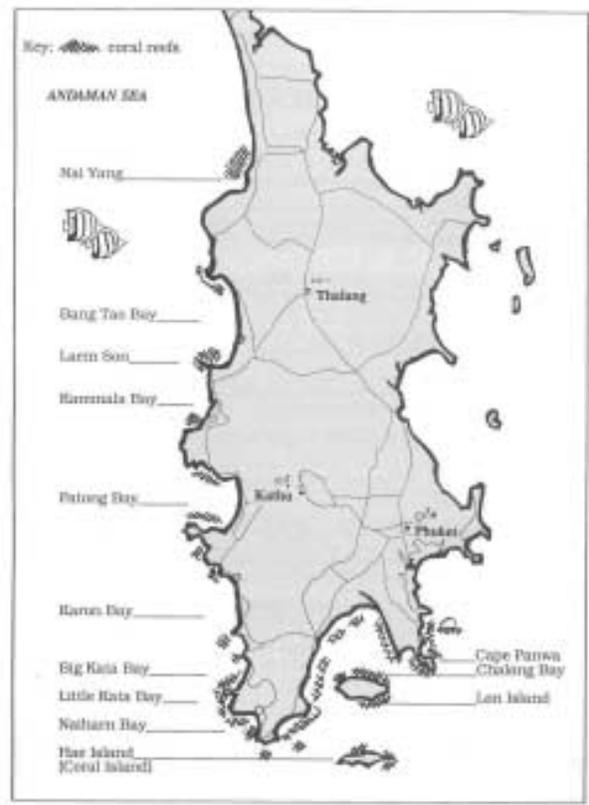 Key: coral reefs
ANDAMAN SEA
Nai Yang
Thalang
Bang Tao Bay
Laem Son
Kammala Bay
Kathu
Patong Bay
Phuket
Karon Bay
Cape Panwa
Big Kata Bay
Chalong Bay
Little Kata Bay
Lon Island
Naiharn Bay
Hae Island
(Coral Island)